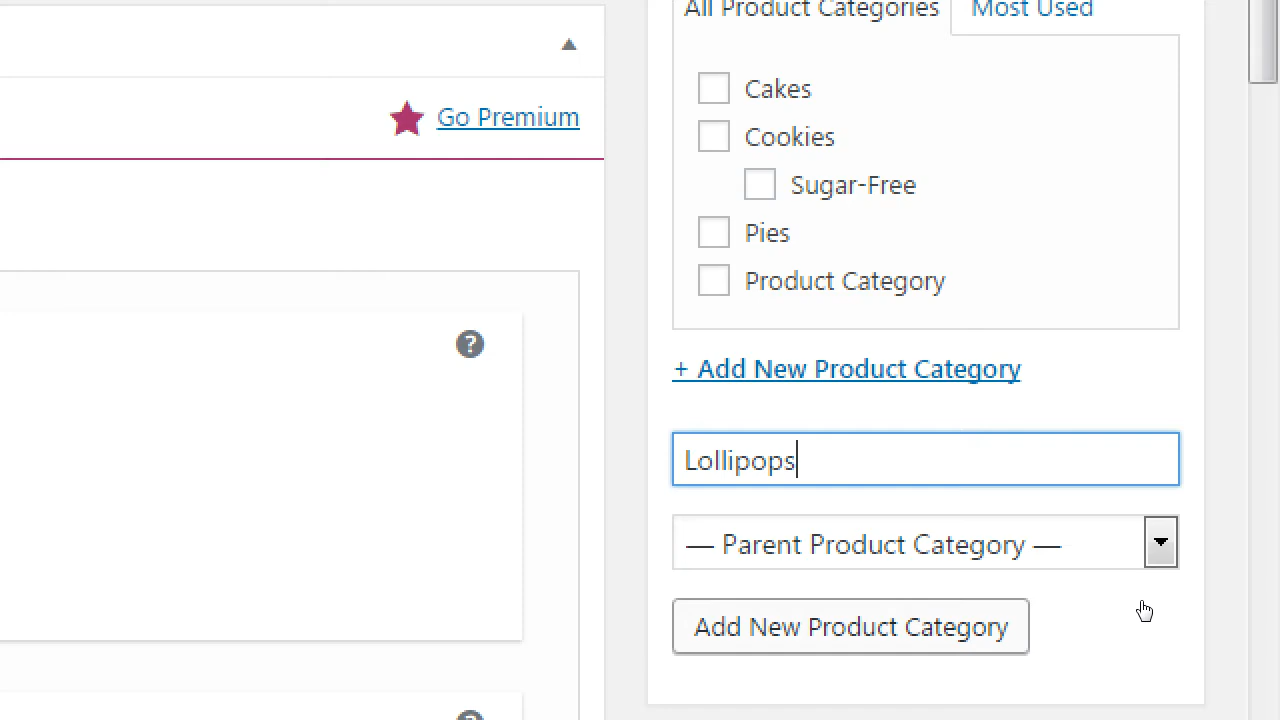 All Product Categories
Most Used
Go Premium
Cakes
Cookies
Sugar-Free
Pies
Product Category
+ Add New Product Category
Lollipops
— Parent Product Category —
Add New Product Category